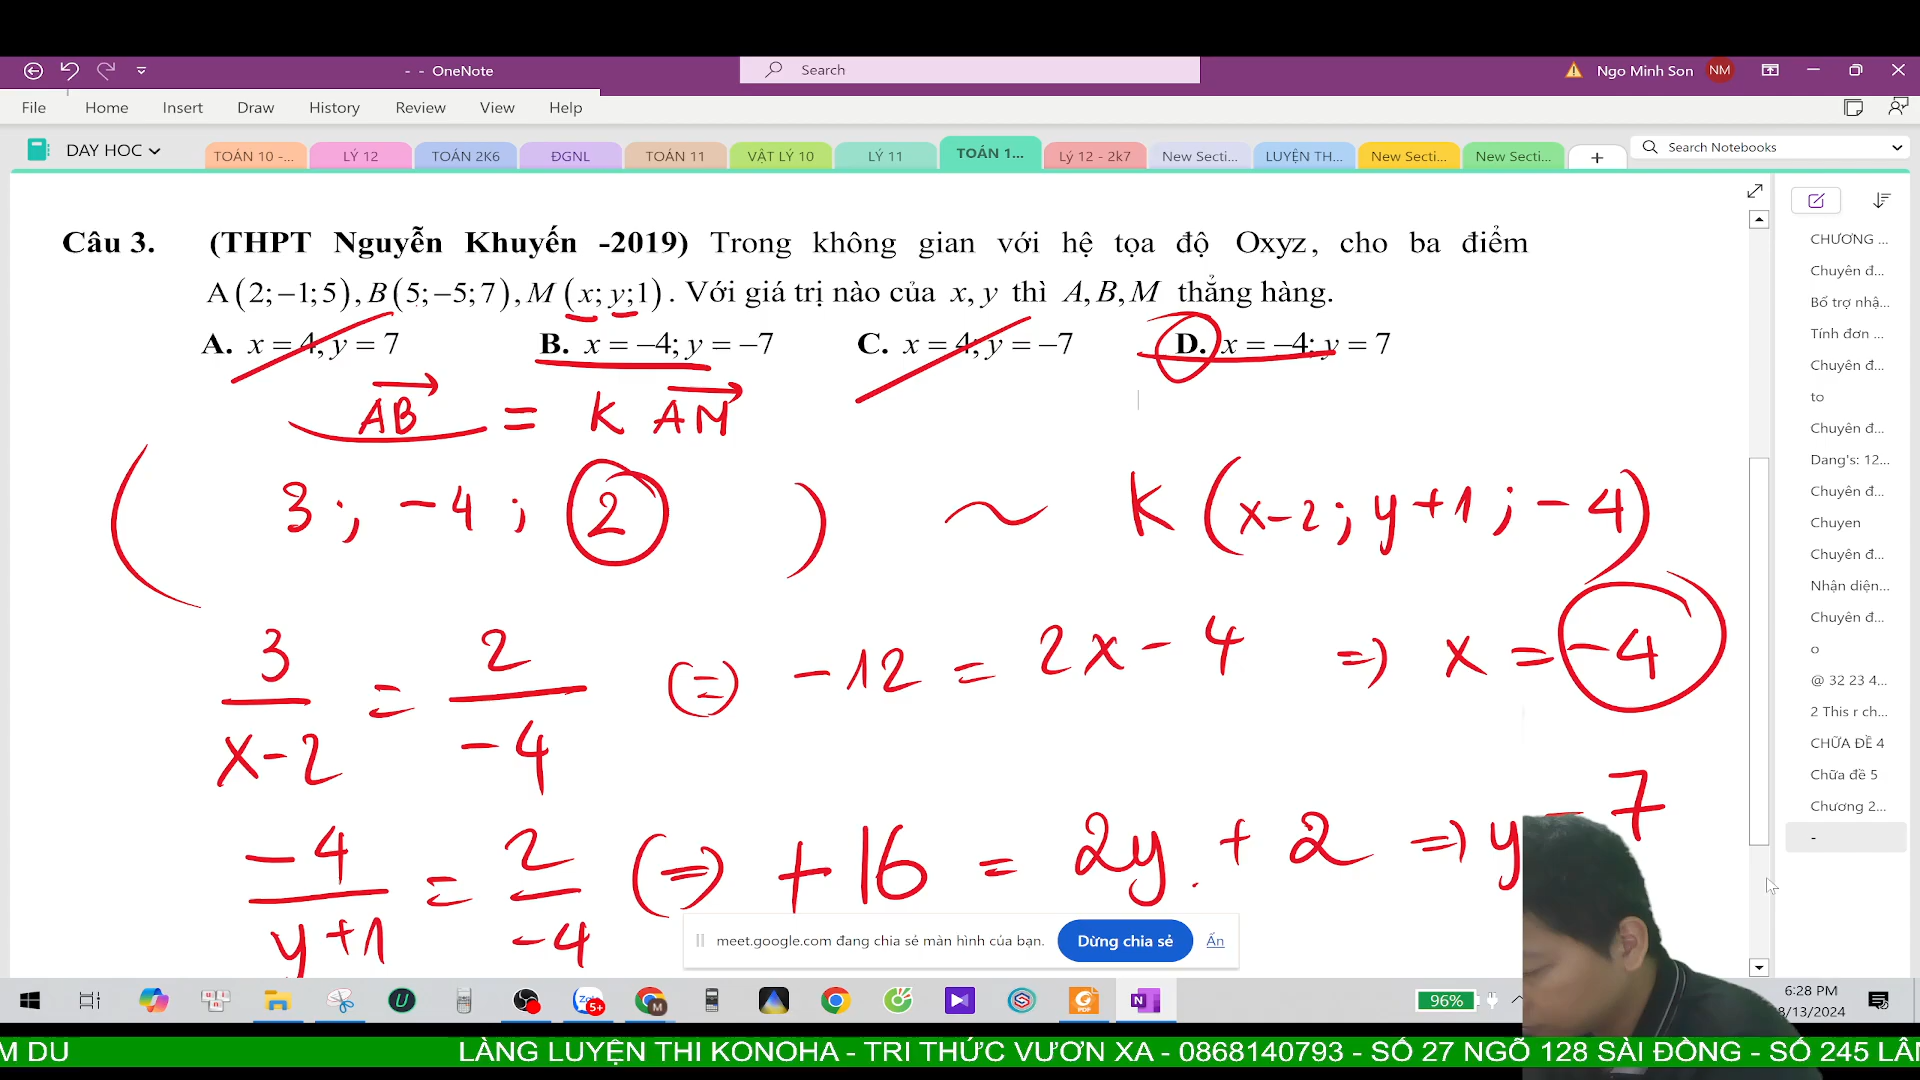 - - OneNote
Search
Ngo Minh Son NM
File Home Insert Draw History Review View Help
DAY HOC
TOÁN 10 -... LÝ 12 TOÁN 2K6 ĐGNL TOÁN 11 VẬT LÝ 10 LÝ 11 TOÁN 1... Lý 12 - 2k7 New Secti... LUYỆN TH... New Secti... New Secti... +
Search Notebooks
Câu 3. (THPT Nguyễn Khuyến -2019) Trong không gian với hệ tọa độ Oxyz, cho ba điểm
A(2;−1;5), B(5;−5;7), M(x; y;1). Với giá trị nào của x, y thì A, B, M thẳng hàng.
A. x = 4; y = 7 B. x = −4; y = −7 C. x = 4; y = −7 D. x = −4; y = 7
AB = K AM
( 3 ; −4 ; 2 ) ~ K (x−2 ; y+1 ; −4)
3/(x−2) = 2/−4 (=) −12 = 2x − 4 =) x = −4
−4/(y+1) = 2/−4 (=) +16 = 2y + 2 =) y = 7
CHƯƠNG ...
Chuyên đ...
Bổ trợ nhậ...
Tính đơn ...
Chuyên đ...
to
Chuyên đ...
Dang's: 12...
Chuyên đ...
Chuyen
Chuyên đ...
Nhận diện...
Chuyên đ...
o
@ 32 23 4...
2 This r ch...
CHỮA ĐỀ 4
Chữa đề 5
Chương 2...
-
meet.google.com đang chia sẻ màn hình của bạn. Dừng chia sẻ Ẩn
96%
6:28 PM
8/13/2024
M DU LÀNG LUYỆN THI KONOHA - TRI THỨC VƯƠN XA - 0868140793 - SỐ 27 NGÕ 128 SÀI ĐỒNG - SỐ 245 LÂ